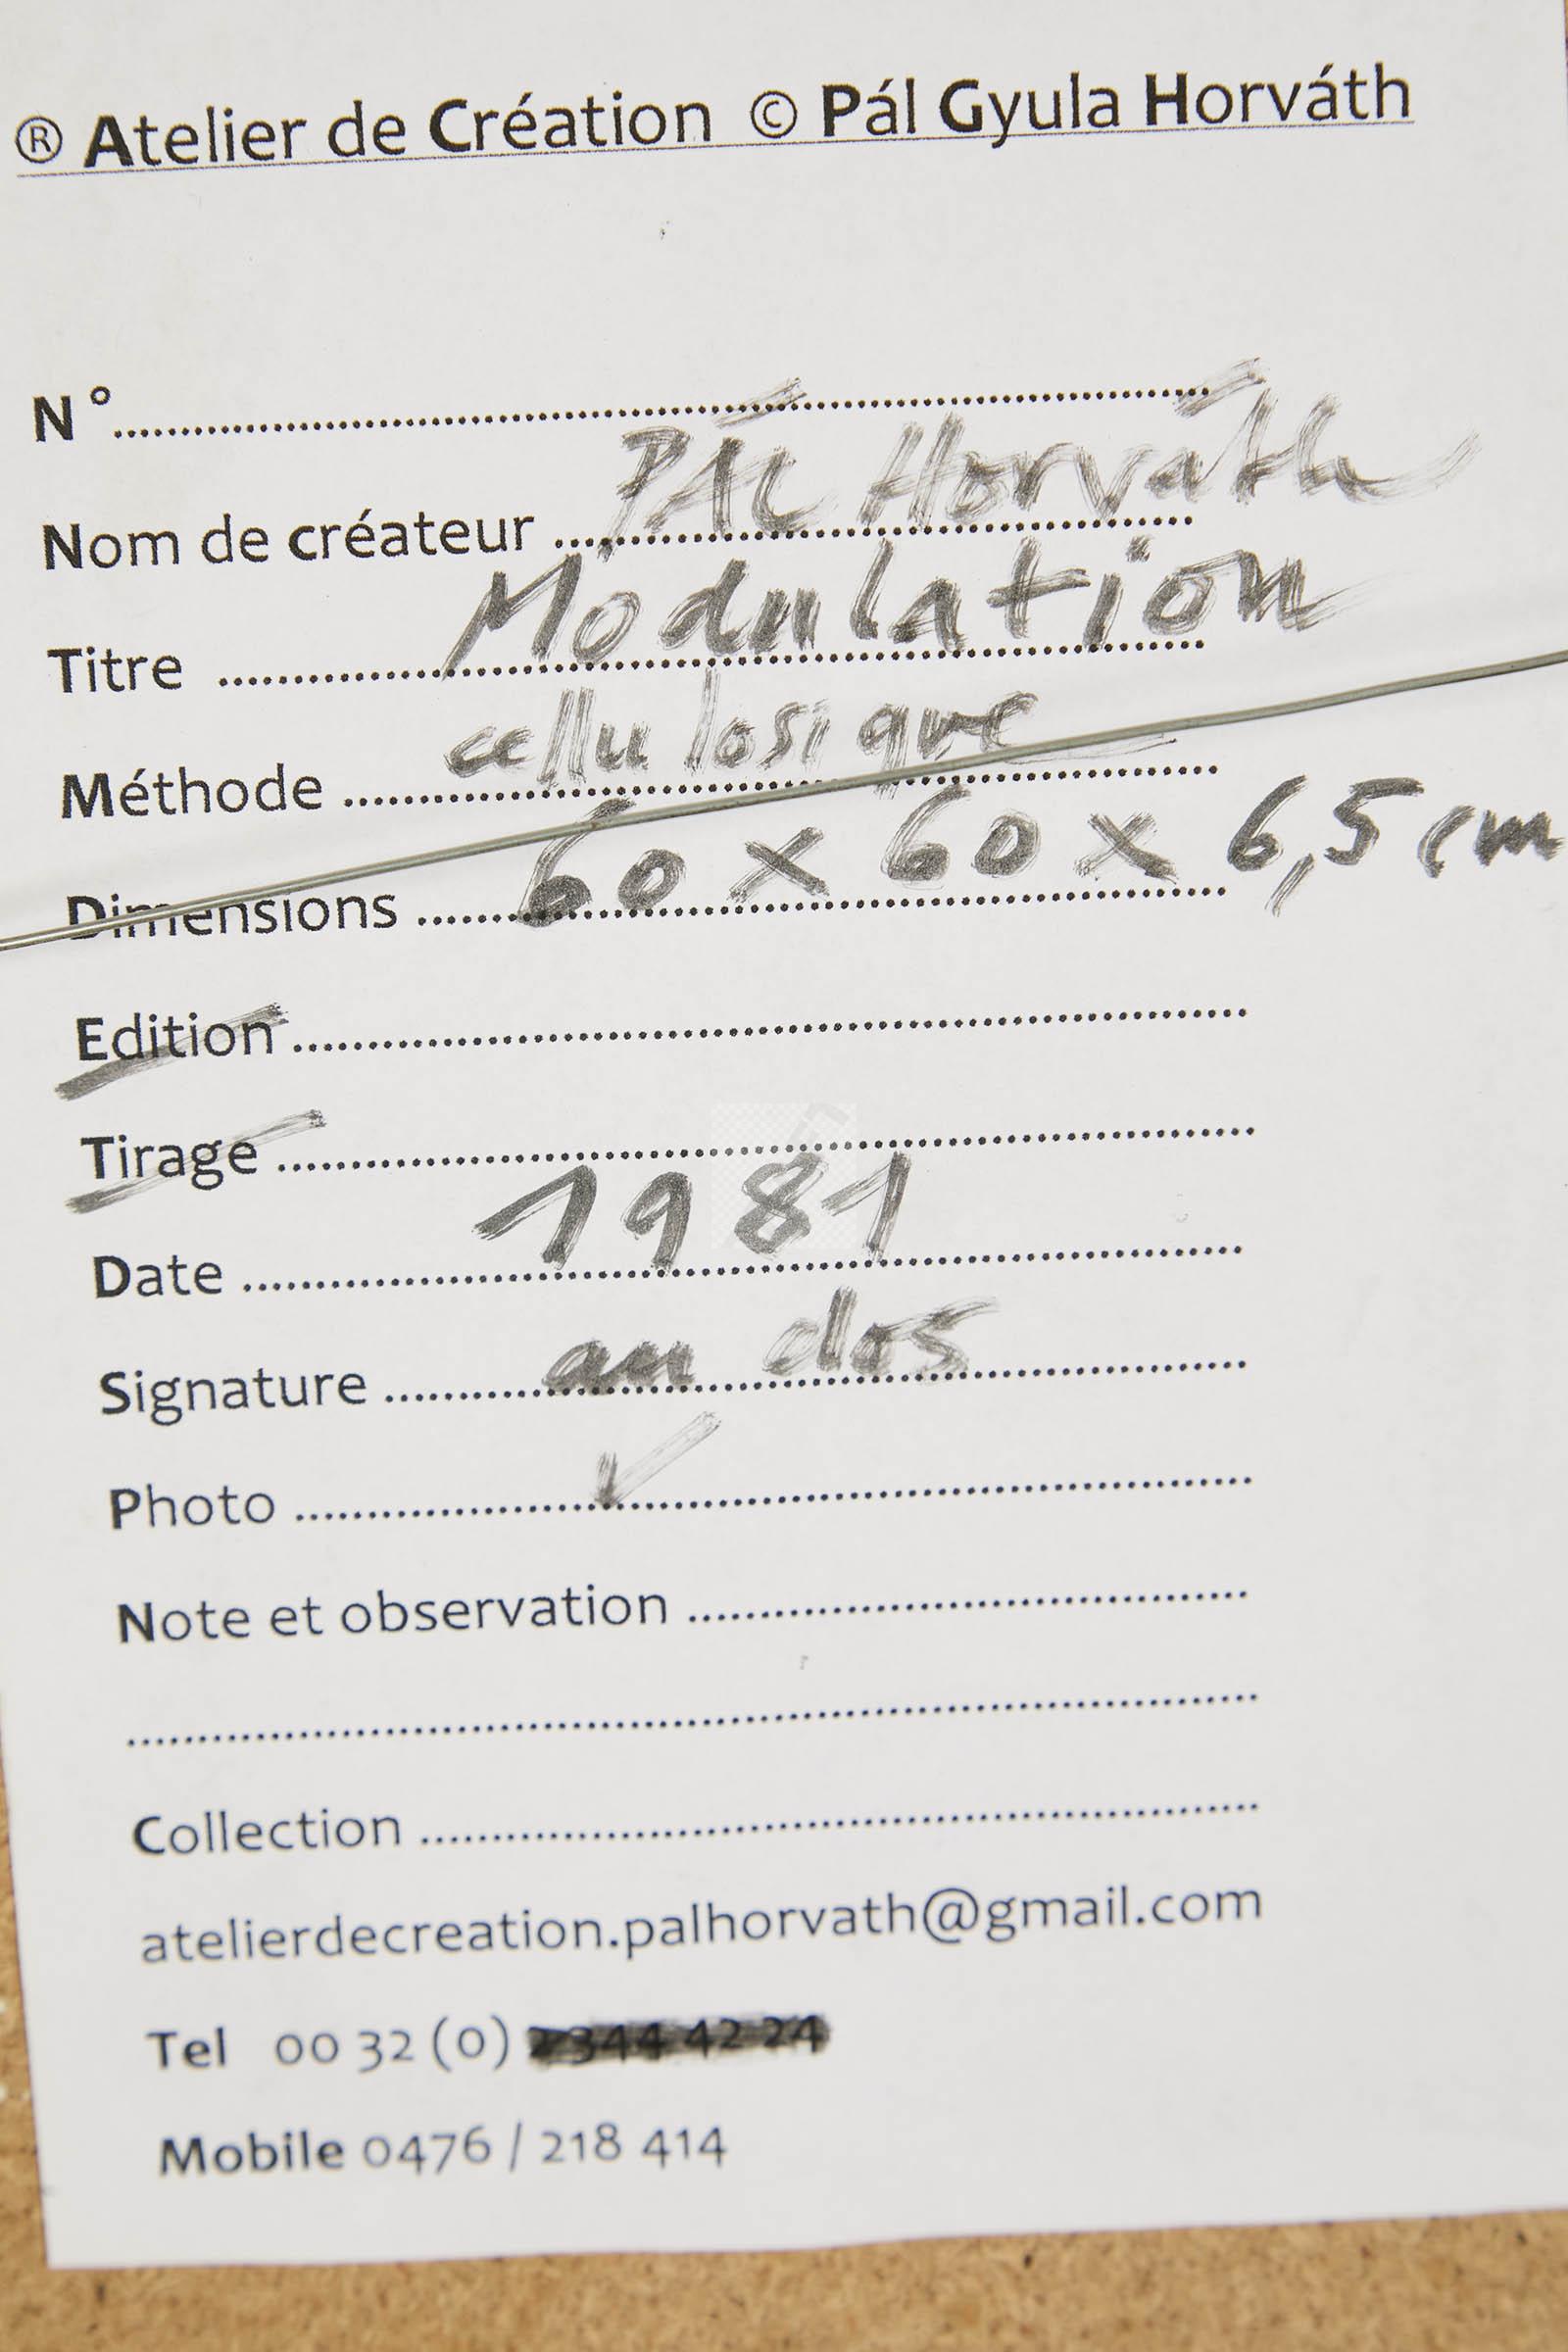 ® Atelier de Création © Pál Gyula Horváth
N°
Nom de créateur PÁL Horváth
Titre Modulation
Méthode cellulosique
Dimensions 60 x 60 x 6,5 cm
Edition
Tirage
Date 1981
Signature au dos
Photo ✓
Note et observation
Collection
atelierdecreation.palhorvath@gmail.com
Tel 00 32 (0)
Mobile 0476 / 218 414